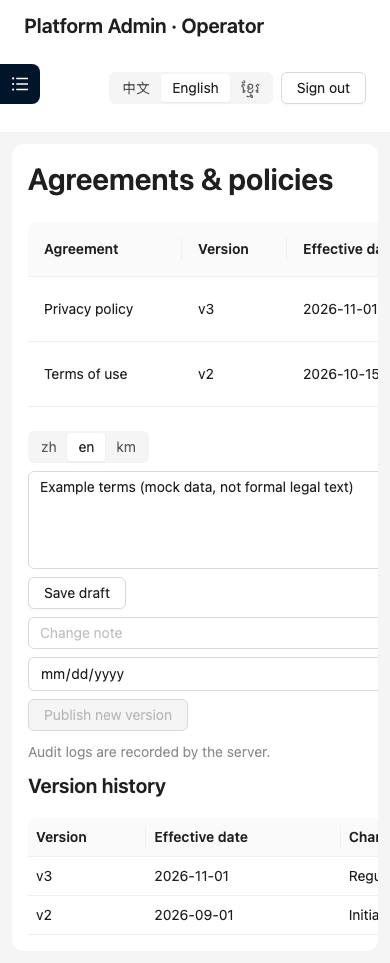 Platform Admin · Operator
中文 English ខ្មែរ Sign out
Agreements & policies
Agreement Version Effective da
Privacy policy v3 2026-11-01
Terms of use v2 2026-10-15
zh en km
Example terms (mock data, not formal legal text)
Save draft
Change note
mm/dd/yyyy
Publish new version
Audit logs are recorded by the server.
Version history
Version Effective date Char
v3 2026-11-01 Regu
v2 2026-09-01 Initia